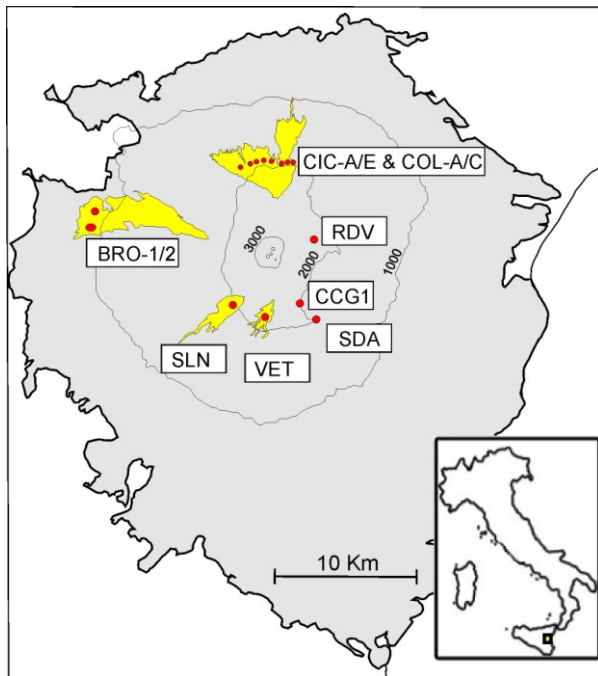 CIC-A/E & COL-A/C
RDV
3000
2000
1000
BRO-1/2
CCG1
SDA
SLN
VET
10 Km